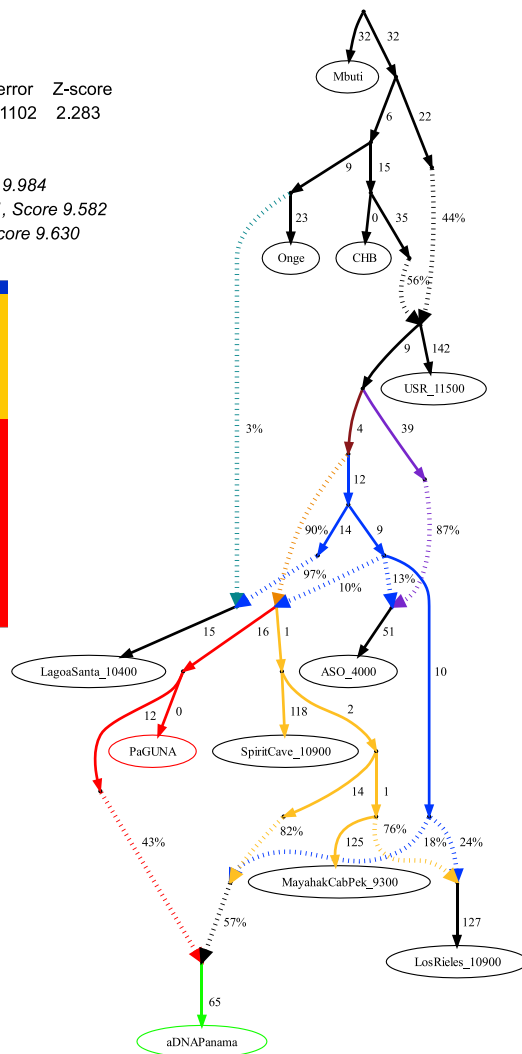 32 32
Mbuti
error Z-score
1102 2.283
6 22
9 15
9.984
, Score 9.582
core 9.630
23 0 35 44%
Onge CHB
56%
9 142
USR_11500
3% 4 39
12
90% 14 9 87%
97% 10% 13%
15 16 1 51
LagoaSanta_10400 ASO_4000
10
12 0 118 2
PaGUNA SpiritCave_10900
14 1
43% 82% 125 76% 18% 24%
MayahakCabPek_9300
57% 127
LosRieles_10900
65
aDNAPanama